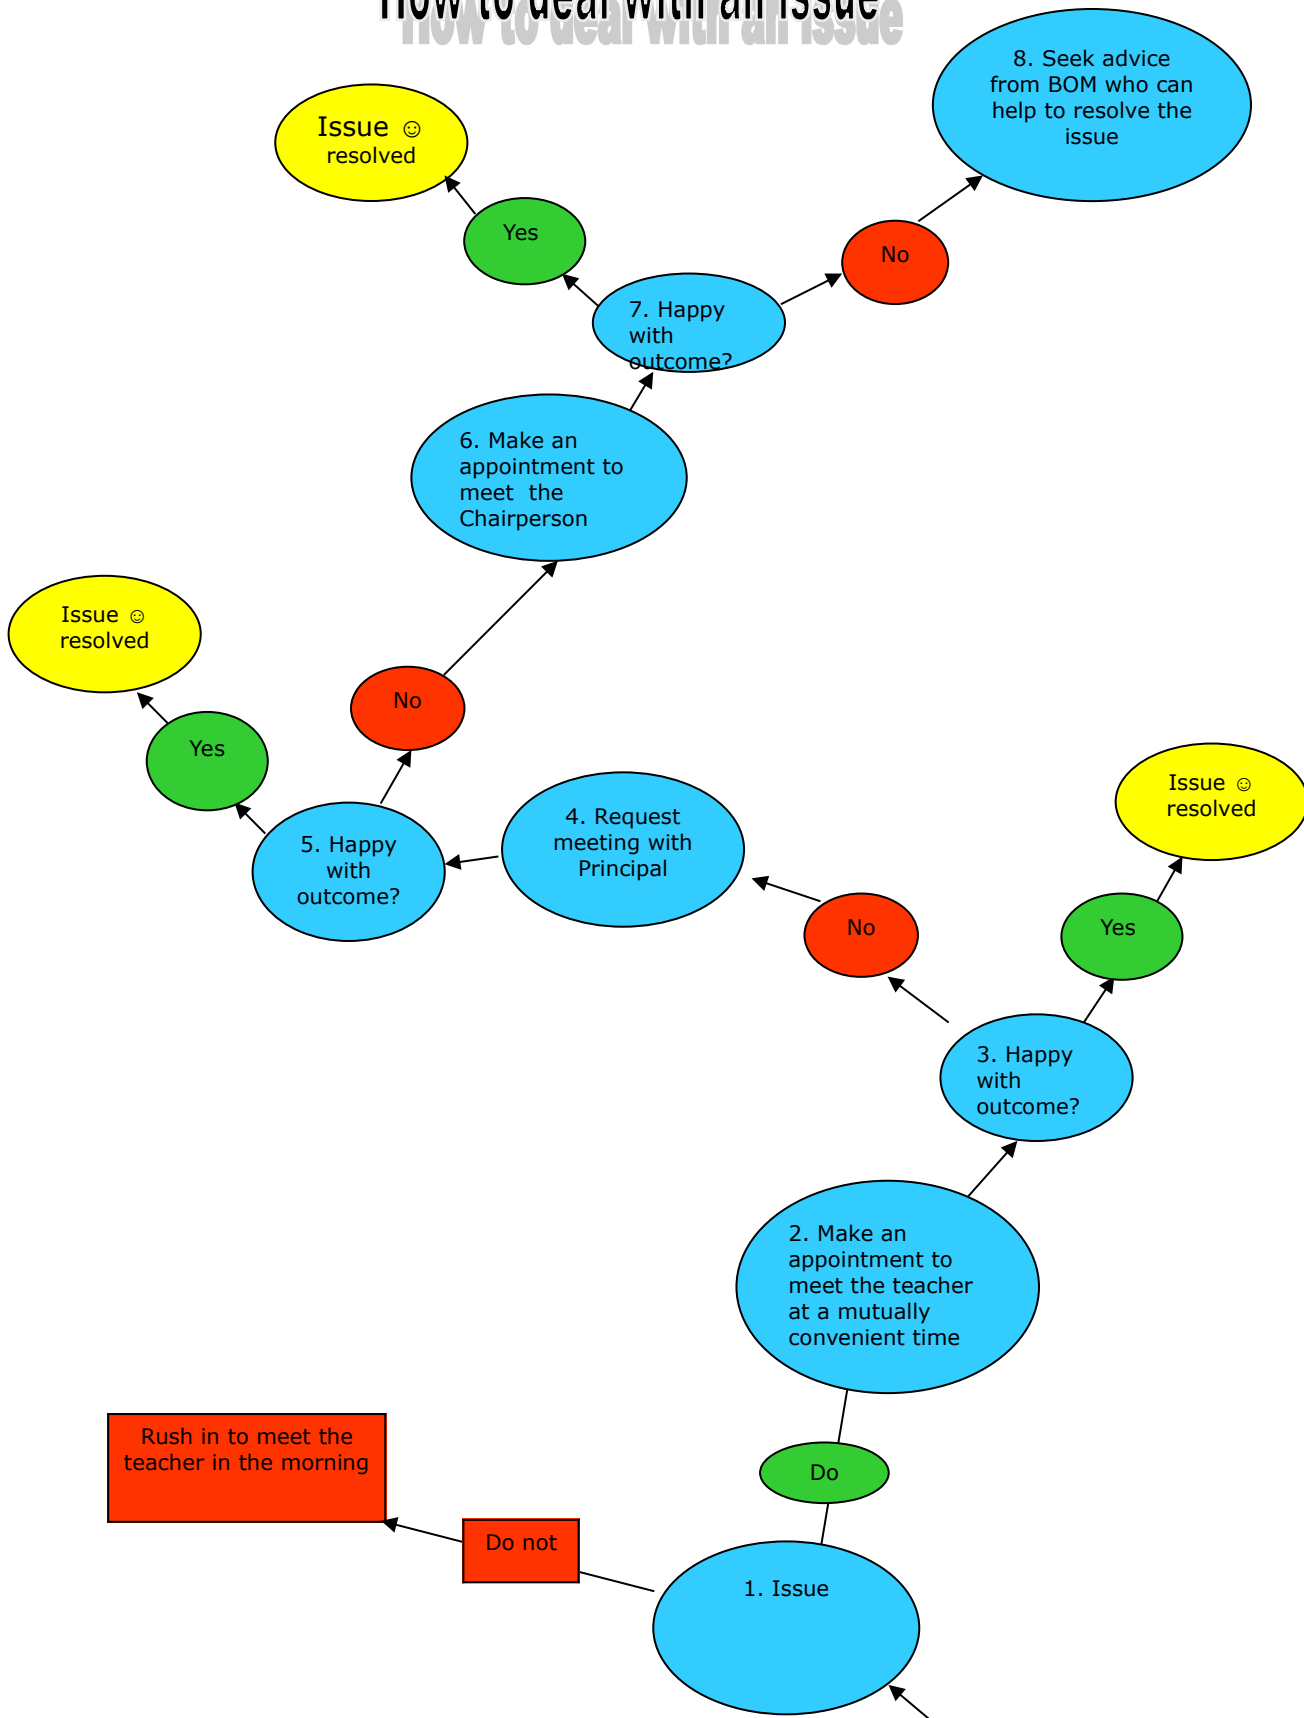 How to deal with an issue
8. Seek advice
from BOM who can
help to resolve the
issue
Issue ☺
resolved
Yes
No
7. Happy
with
outcome?
6. Make an
appointment to
meet the
Chairperson
Issue ☺
resolved
No
Yes
Issue ☺
resolved
5. Happy
with
outcome?
4. Request
meeting with
Principal
No
Yes
3. Happy
with
outcome?
2. Make an
appointment to
meet the teacher
at a mutually
convenient time
Rush in to meet the
teacher in the morning
Do
Do not
1. Issue